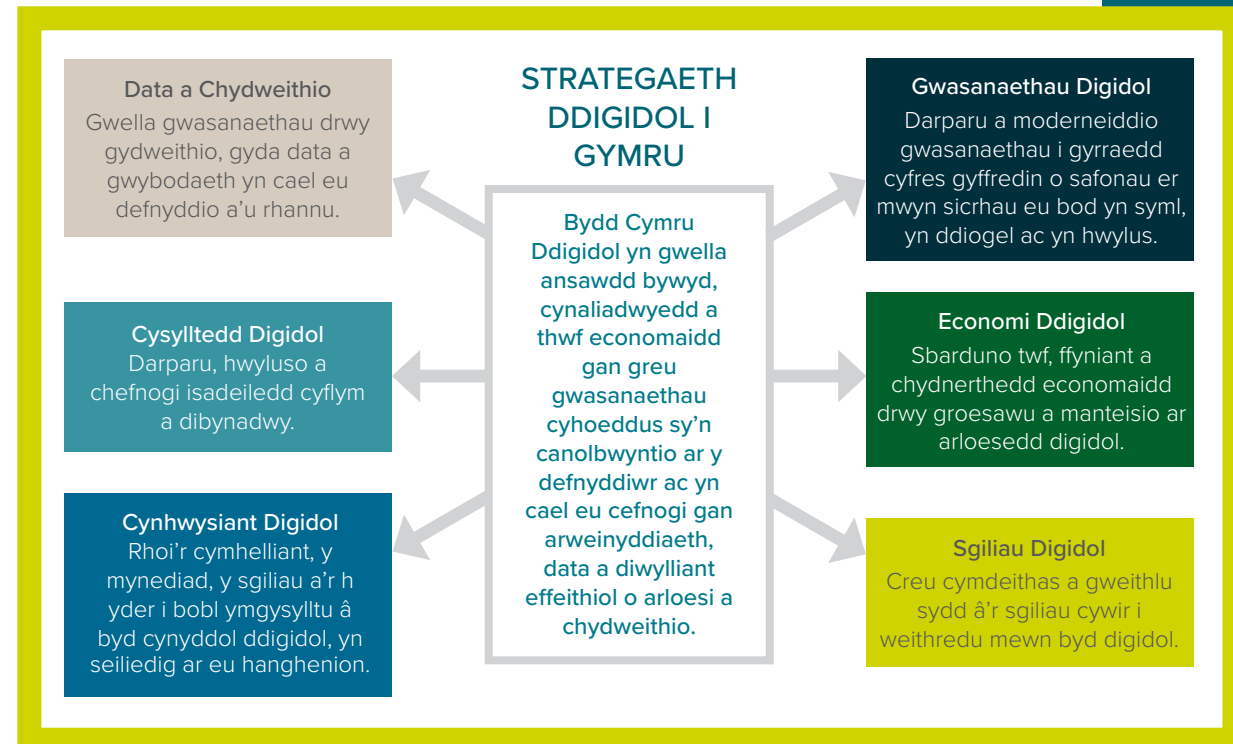 STRATEGAETH
DDIGIDOL I
GYMRU
Bydd Cymru
Ddigidol yn gwella
ansawdd bywyd,
cynaliadwyedd a
thwf economaidd
gan greu
gwasanaethau
cyhoeddus sy’n
canolbwyntio ar y
defnyddiwr ac yn
cael eu cefnogi gan
arweinyddiaeth,
data a diwylliant
effeithiol o arloesi a
chydweithio.
Data a Chydweithio
Gwella gwasanaethau drwy
gydweithio, gyda data a
gwybodaeth yn cael eu
defnyddio a’u rhannu.
Cysylltedd Digidol
Darparu, hwyluso a
chefnogi isadeiledd cyflym
a dibynadwy.
Cynhwysiant Digidol
Rhoi’r cymhelliant, y
mynediad, y sgiliau a’r h
yder i bobl ymgysylltu â
byd cynyddol ddigidol, yn
seiliedig ar eu hanghenion.
Gwasanaethau Digidol
Darparu a moderneiddio
gwasanaethau i gyrraedd
cyfres gyffredin o safonau er
mwyn sicrhau eu bod yn syml,
yn ddiogel ac yn hwylus.
Economi Ddigidol
Sbarduno twf, ffyniant a
chydnerthedd economaidd
drwy groesawu a manteisio ar
arloesedd digidol.
Sgiliau Digidol
Creu cymdeithas a gweithlu
sydd â’r sgiliau cywir i
weithredu mewn byd digidol.